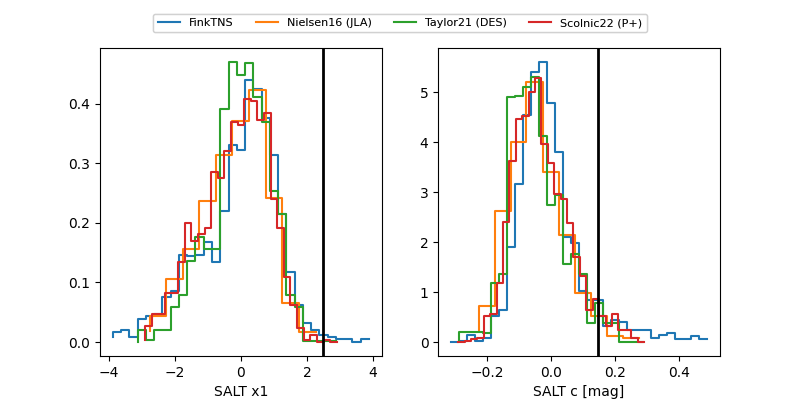 FinkTNS Nielsen16 (JLA) Taylor21 (DES) Scolnic22 (P+)
0.4
0.3
0.2
0.1
0.0
−4 −2 0 2 4
SALT x1
5
4
3
2
1
0
−0.2 0.0 0.2 0.4
SALT c [mag]